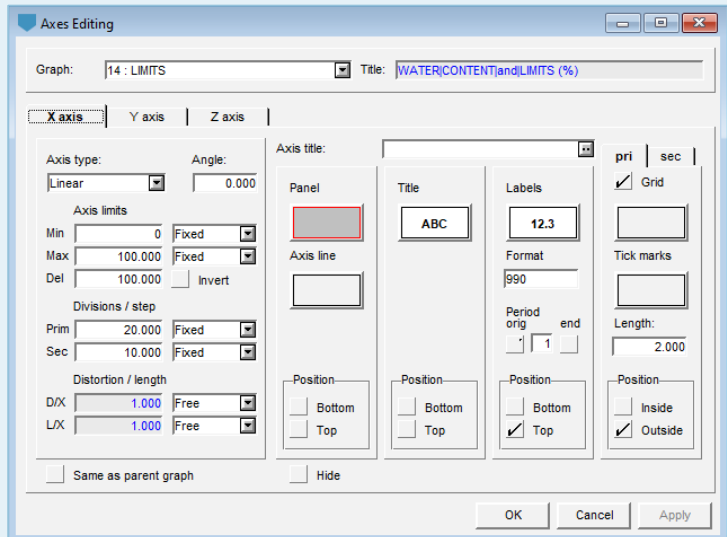 Axes Editing
Graph: 14 : LIMITS Title: WATER|CONTENT|and|LIMITS (%)
X axis Y axis Z axis
Axis type: Angle:
Linear 0.000
Axis limits
Min 0 Fixed
Max 100.000 Fixed
Del 100.000 Invert
Divisions / step
Prim 20.000 Fixed
Sec 10.000 Fixed
Distortion / length
D/X 1.000 Free
L/X 1.000 Free
Same as parent graph
Axis title:
Panel
Axis line
Position
Bottom
Top
Hide
Title
ABC
Position
Bottom
Top
Labels
12.3
Format
990
Period
orig end
1
Position
Bottom
Top
pri sec
Grid
Tick marks
Length:
2.000
Position
Inside
Outside
OK Cancel Apply